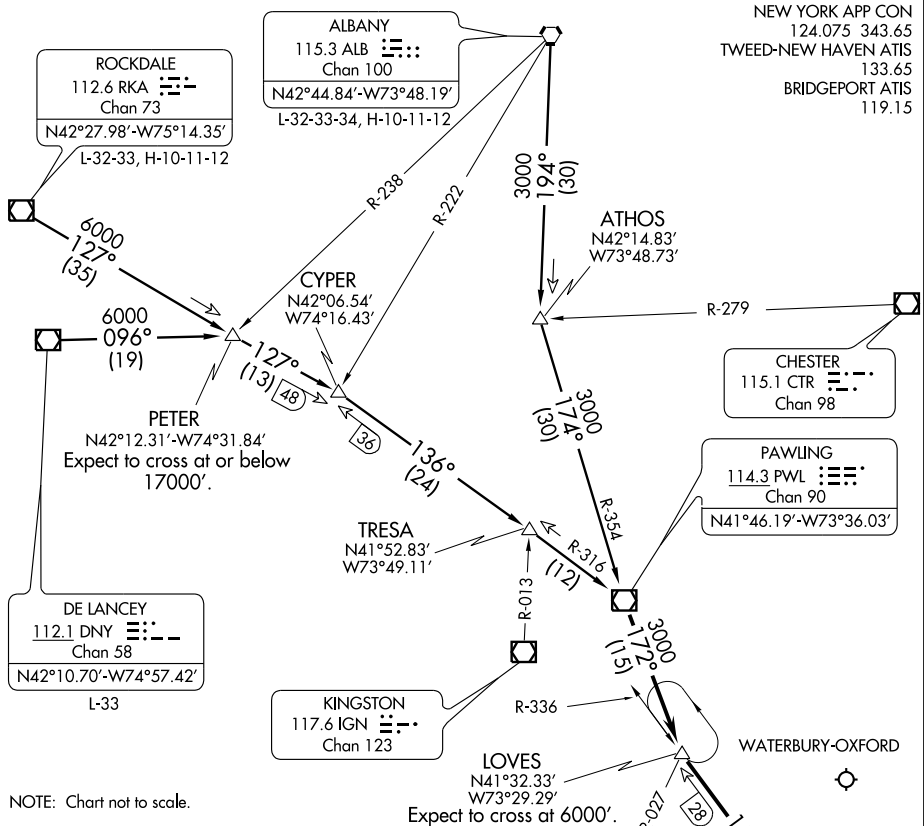 NEW YORK APP CON
124.075 343.65
TWEED-NEW HAVEN ATIS
133.65
BRIDGEPORT ATIS
119.15
ALBANY
115.3 ALB
Chan 100
N42°44.84'-W73°48.19'
L-32-33-34, H-10-11-12
ROCKDALE
112.6 RKA
Chan 73
N42°27.98'-W75°14.35'
L-32-33, H-10-11-12
R-238
R-222
3000
194°
(30)
ATHOS
N42°14.83'
W73°48.73'
6000
127°
(35)
CYPER
N42°06.54'
W74°16.43'
R-279
6000
096°
(19)
127°
(13)
48
36
CHESTER
115.1 CTR
Chan 98
PETER
N42°12.31'-W74°31.84'
Expect to cross at or below
17000'.
3000
174°
(30)
136°
(24)
PAWLING
114.3 PWL
Chan 90
N41°46.19'-W73°36.03'
R-354
TRESA
N41°52.83'
W73°49.11'
R-316
(12)
R-013
DE LANCEY
112.1 DNY
Chan 58
N42°10.70'-W74°57.42'
L-33
3000
172°
(15)
KINGSTON
117.6 IGN
Chan 123
R-336
WATERBURY-OXFORD
LOVES
N41°32.33'
W73°29.29'
Expect to cross at 6000'.
28
NOTE: Chart not to scale.